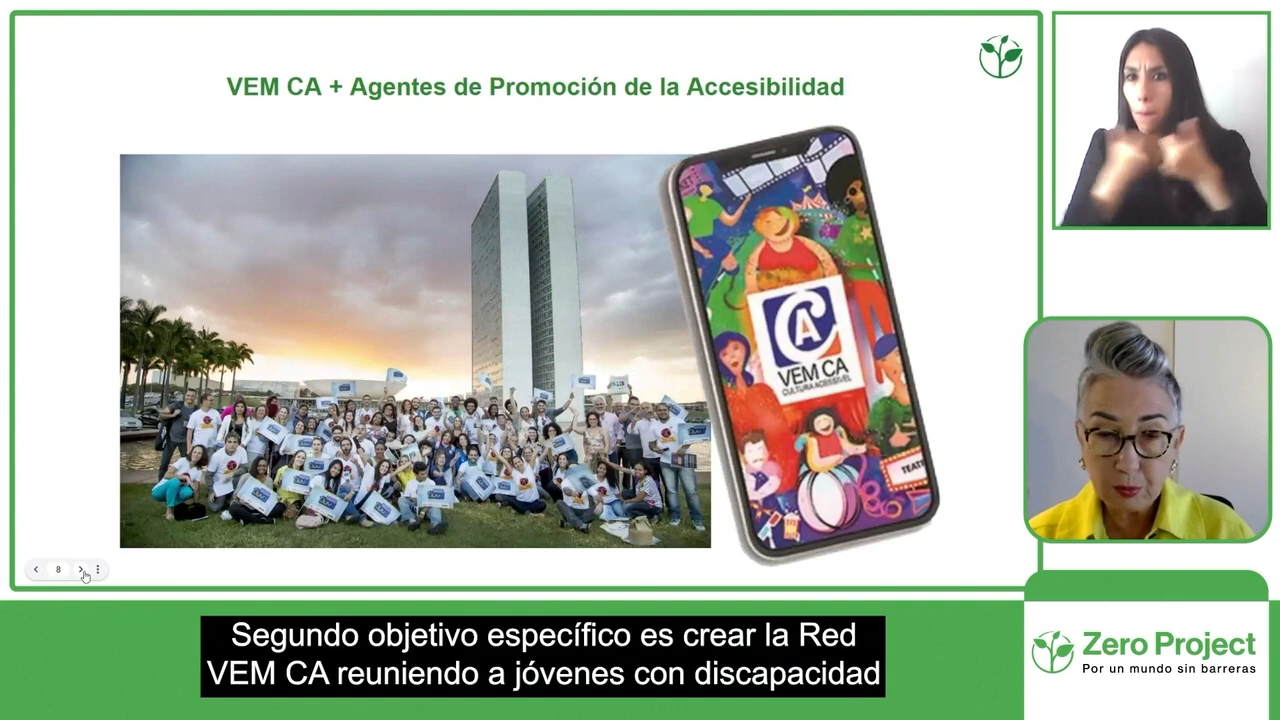 VEM CA + Agentes de Promoción de la Accesibilidad
CA
VEM CA
CULTURA ACESSÍVEL
TEATR
8
Segundo objetivo específico es crear la Red
VEM CA reuniendo a jóvenes con discapacidad
Zero Project
Por un mundo sin barreras